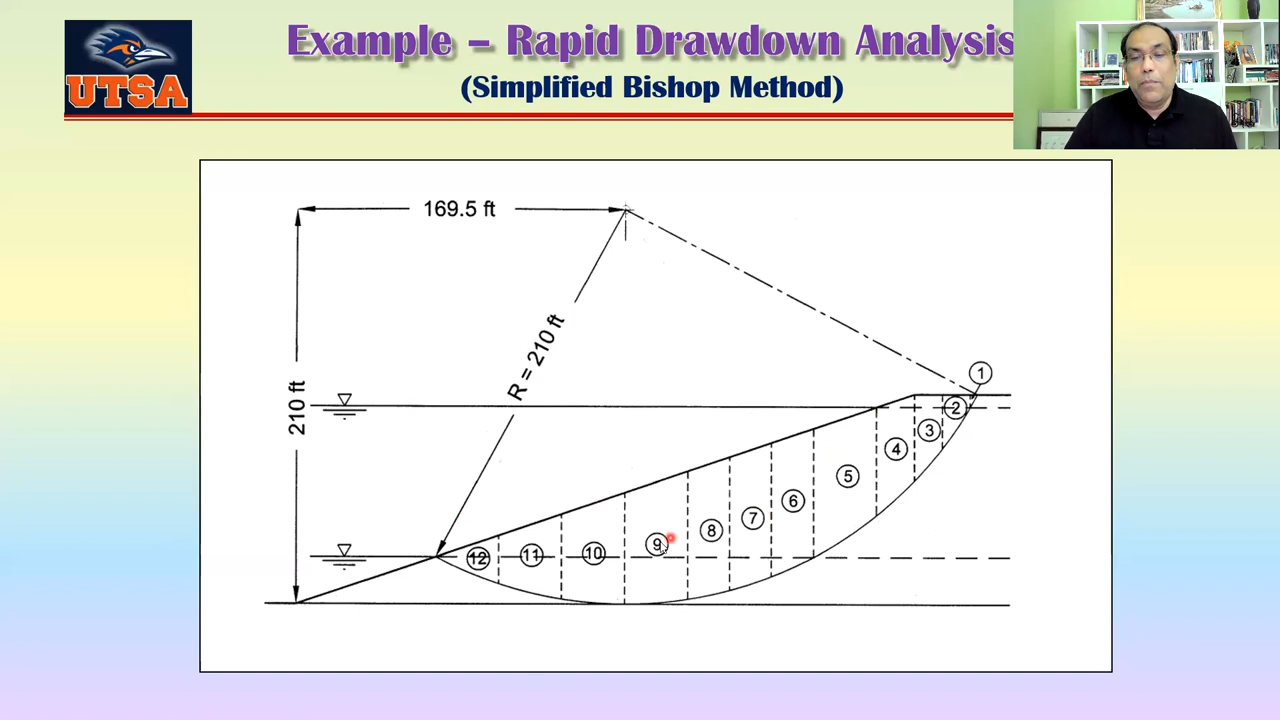 Example – Rapid Drawdown Analysis
(Simplified Bishop Method)
UTSA
169.5 ft
R = 210 ft
210 ft
1
2
3
4
5
6
7
8
9
10
11
12